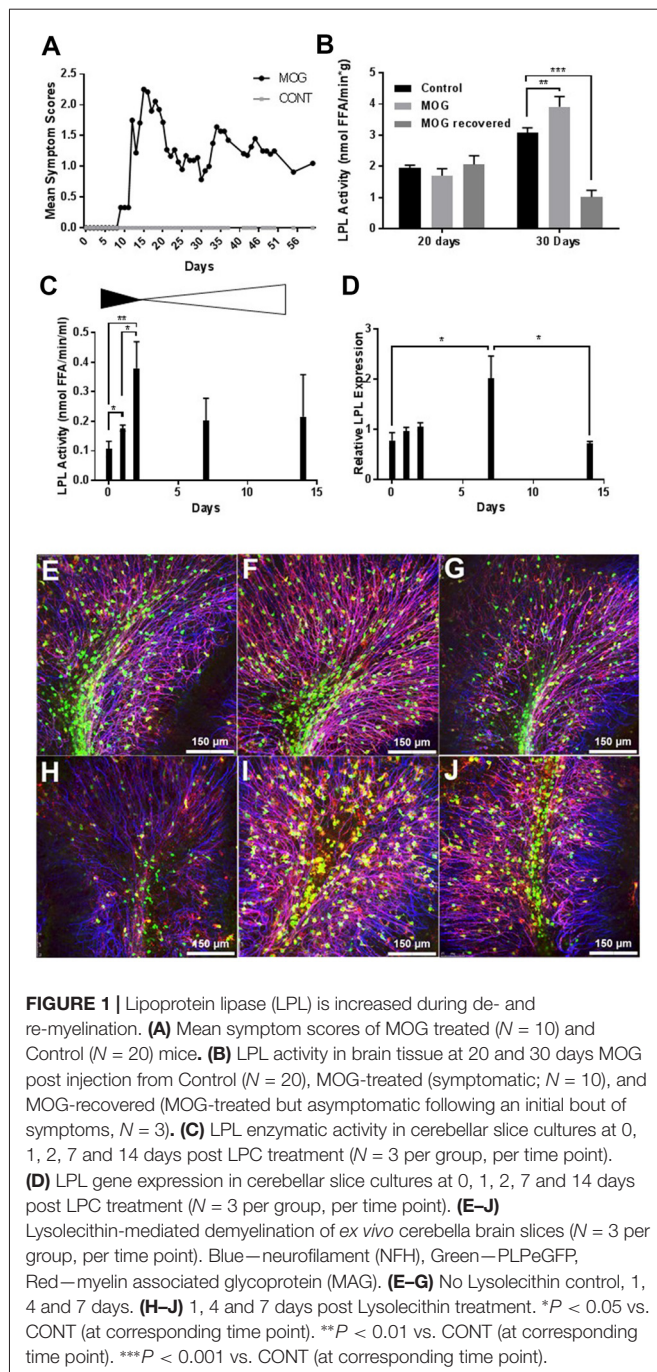 A
Mean Symptom Scores
2.5
2.0
1.5
1.0
0.5
0.0
MOG
CONT
0 5 10 15 20 25 30 34 40 46 51 56
Days
B
LPL Activity (nmol FFA/min*g)
5
4
3
2
1
0
Control
MOG
MOG recovered
**
***
20 days
30 Days
C
LPL Activity (nmol FFA/min/ml)
0.5
0.4
0.3
0.2
0.1
0.0
**
*
*
0 5 10 15
Days
D
Relative LPL Expression
3
2
1
0
*
*
0 5 10 15
Days
E
150 µm
F
150 µm
G
150 µm
H
150 µm
I
150 µm
J
150 µm
FIGURE 1 | Lipoprotein lipase (LPL) is increased during de- and
re-myelination. (A) Mean symptom scores of MOG treated (N = 10) and
Control (N = 20) mice. (B) LPL activity in brain tissue at 20 and 30 days MOG
post injection from Control (N = 20), MOG-treated (symptomatic; N = 10), and
MOG-recovered (MOG-treated but asymptomatic following an initial bout of
symptoms, N = 3). (C) LPL enzymatic activity in cerebellar slice cultures at 0,
1, 2, 7 and 14 days post LPC treatment (N = 3 per group, per time point).
(D) LPL gene expression in cerebellar slice cultures at 0, 1, 2, 7 and 14 days
post LPC treatment (N = 3 per group, per time point). (E–J)
Lysolecithin-mediated demyelination of ex vivo cerebella brain slices (N = 3 per
group, per time point). Blue—neurofilament (NFH), Green—PLPeGFP,
Red—myelin associated glycoprotein (MAG). (E–G) No Lysolecithin control, 1,
4 and 7 days. (H–J) 1, 4 and 7 days post Lysolecithin treatment. *P < 0.05 vs.
CONT (at corresponding time point). **P < 0.01 vs. CONT (at corresponding
time point). ***P < 0.001 vs. CONT (at corresponding time point).